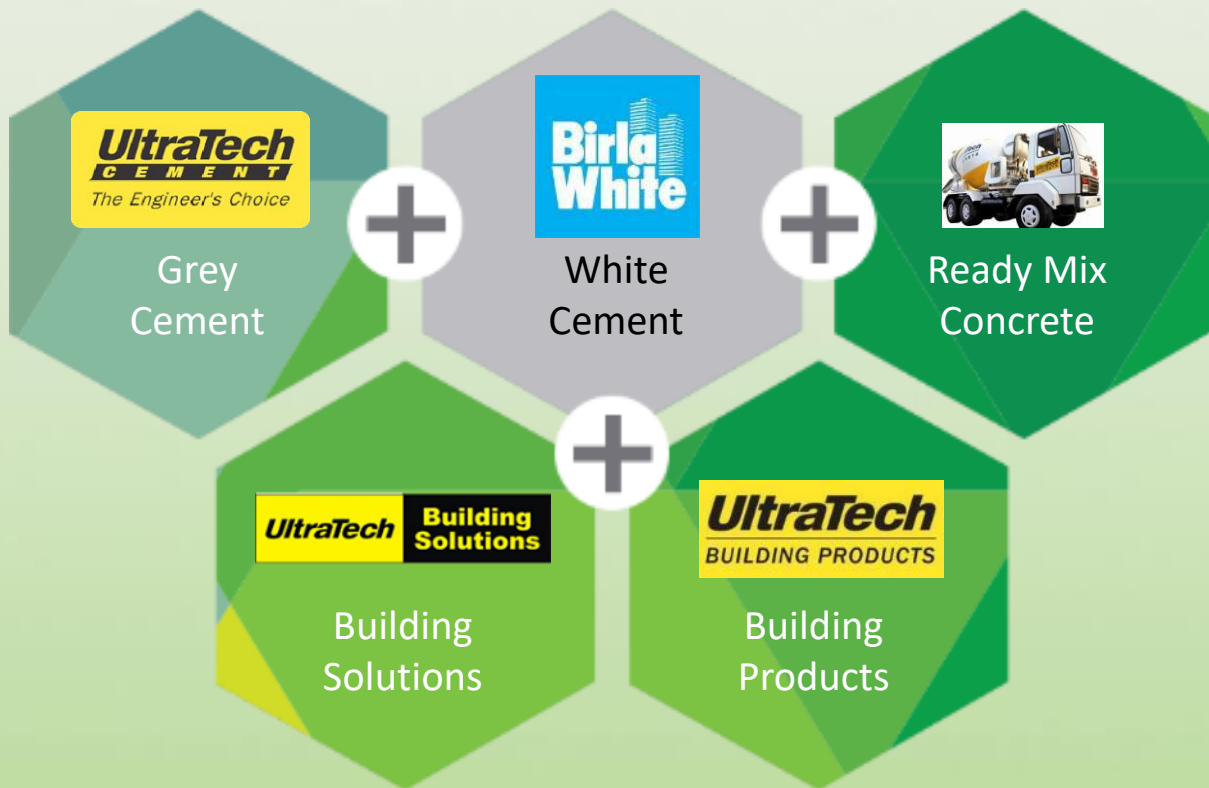 UltraTech
CEMENT
The Engineer's Choice
Grey
Cement
Birla
White
White
Cement
Ready Mix
Concrete
UltraTech
Building
Solutions
Building
Solutions
UltraTech
BUILDING PRODUCTS
Building
Products